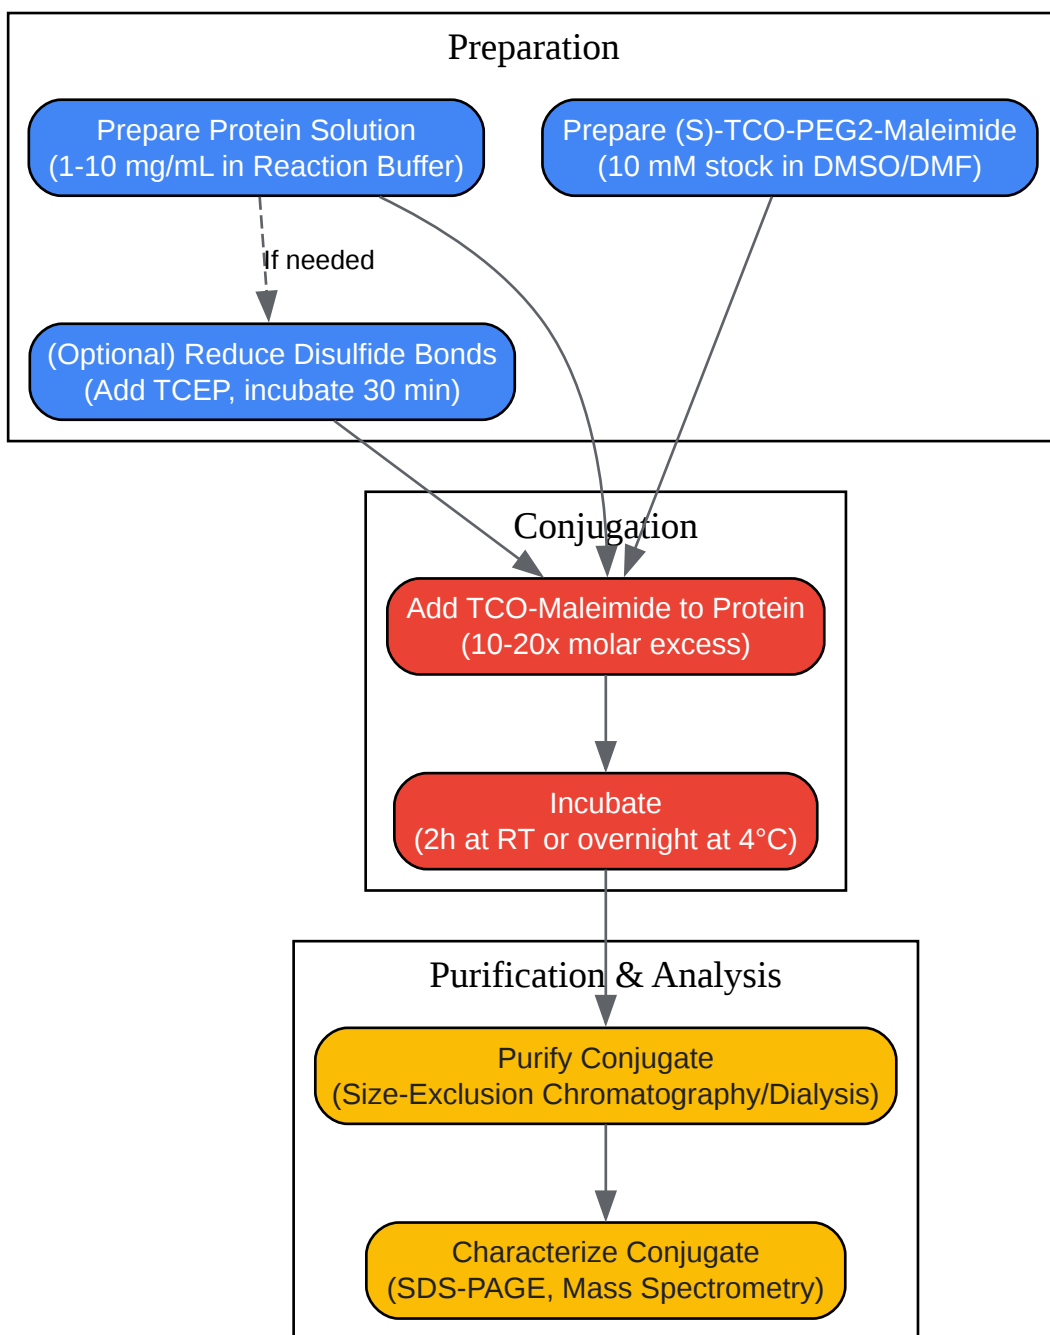 Preparation
Prepare Protein Solution
(1-10 mg/mL in Reaction Buffer)
Prepare (S)-TCO-PEG2-Maleimide
(10 mM stock in DMSO/DMF)
If needed
(Optional) Reduce Disulfide Bonds
(Add TCEP, incubate 30 min)
Conjugation
Add TCO-Maleimide to Protein
(10-20x molar excess)
Incubate
(2h at RT or overnight at 4°C)
Purification & Analysis
Purify Conjugate
(Size-Exclusion Chromatography/Dialysis)
Characterize Conjugate
(SDS-PAGE, Mass Spectrometry)